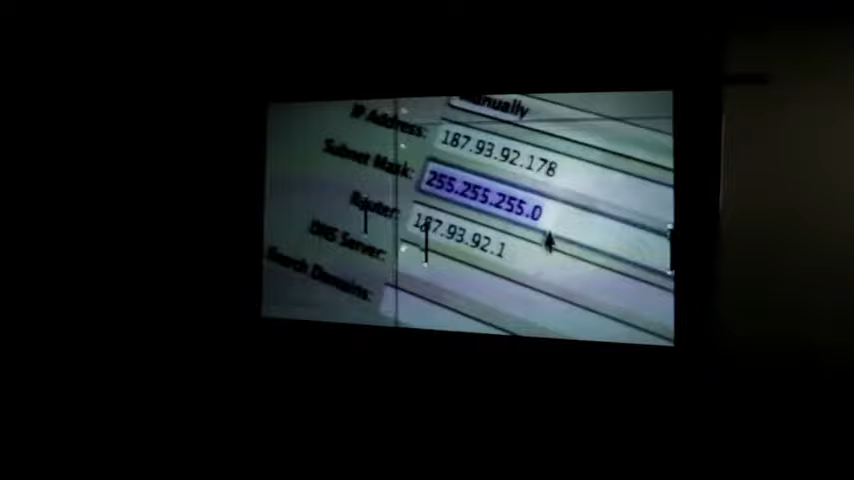 Manually
IP Address: 187.93.92.178
Subnet Mask: 255.255.255.0
Router: 187.93.92.1
DNS Server:
Search Domains: